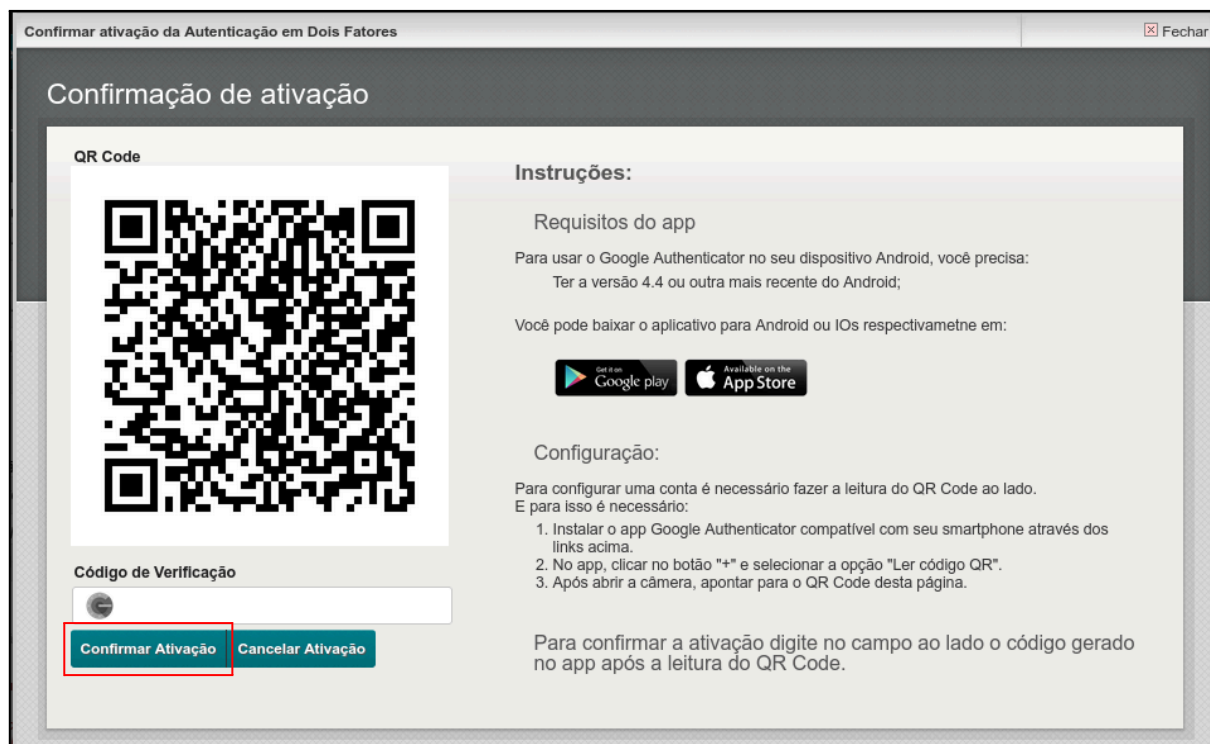 Confirmar ativação da Autenticação em Dois Fatores
Fechar
Confirmação de ativação
QR Code
Instruções:
Requisitos do app
Para usar o Google Authenticator no seu dispositivo Android, você precisa:
Ter a versão 4.4 ou outra mais recente do Android;
Você pode baixar o aplicativo para Android ou IOs respectivametne em:
Get it on
Google play
Available on the
App Store
Configuração:
Para configurar uma conta é necessário fazer a leitura do QR Code ao lado.
E para isso é necessário:
1. Instalar o app Google Authenticator compatível com seu smartphone através dos
links acima.
2. No app, clicar no botão "+" e selecionar a opção "Ler código QR".
3. Após abrir a câmera, apontar para o QR Code desta página.
Código de Verificação
Confirmar Ativação
Cancelar Ativação
Para confirmar a ativação digite no campo ao lado o código gerado
no app após a leitura do QR Code.